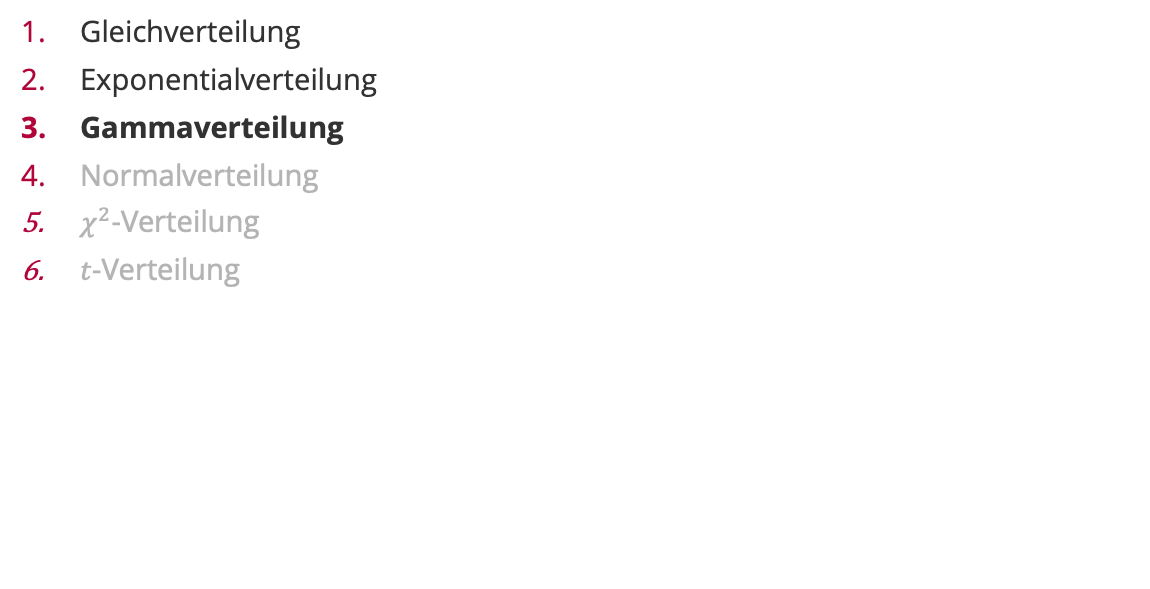 1. Gleichverteilung
2. Exponentialverteilung
3. Gammaverteilung
4. Normalverteilung
5. χ²-Verteilung
6. t-Verteilung